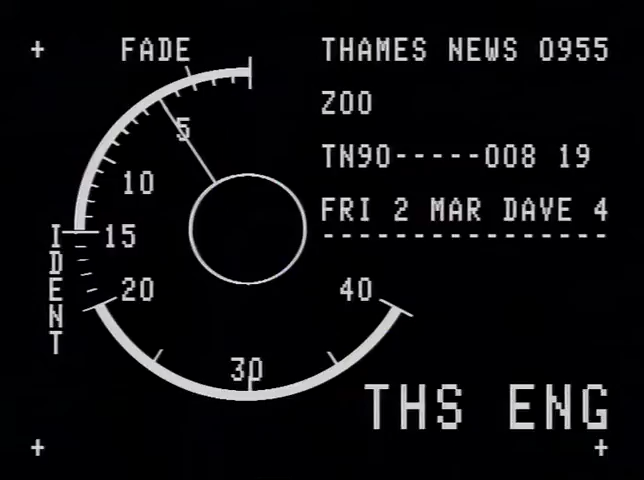 FADE
THAMES NEWS 0955
ZOO
TN90-----008 19
FRI 2 MAR DAVE 4
----------------
5
10
15
20
30
40
IDENT
THS ENG